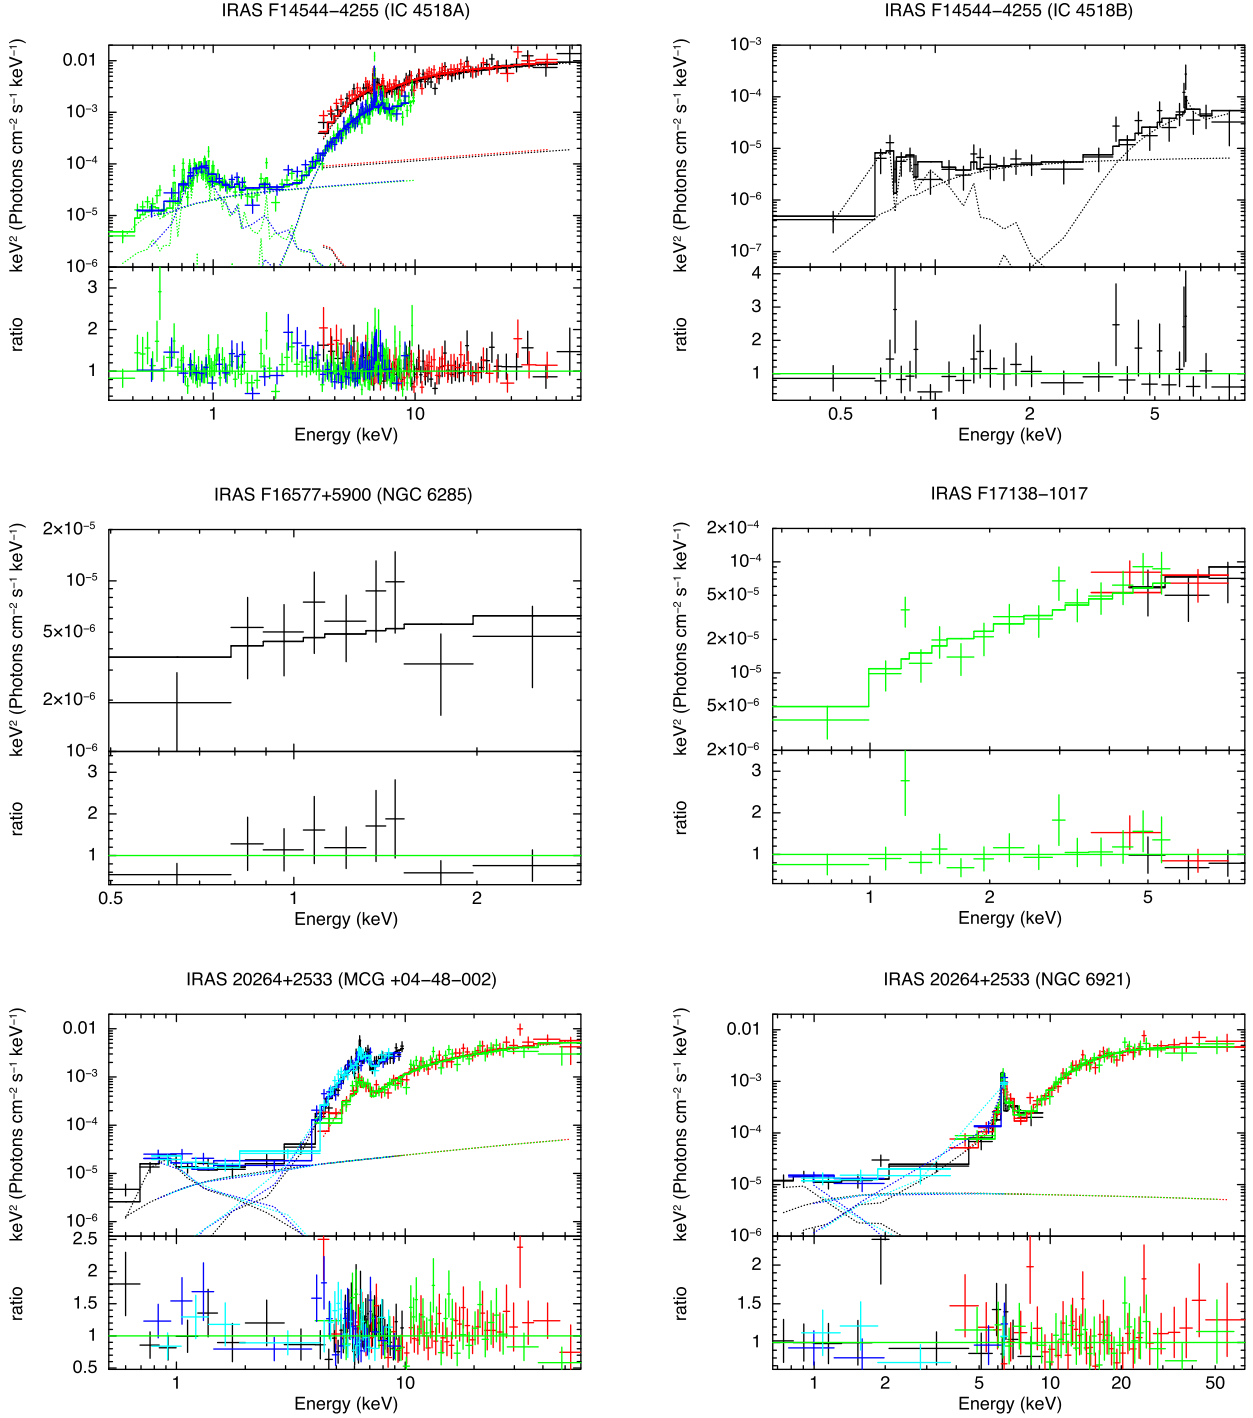 IRAS F14544−4255 (IC 4518A)
keV² (Photons cm⁻² s⁻¹ keV⁻¹)
0.01
10⁻³
10⁻⁴
10⁻⁵
10⁻⁶
ratio
3
2
1
1 10
Energy (keV)
IRAS F14544−4255 (IC 4518B)
keV² (Photons cm⁻² s⁻¹ keV⁻¹)
10⁻³
10⁻⁴
10⁻⁵
10⁻⁶
10⁻⁷
ratio
4
3
2
1
0.5 1 2 5
Energy (keV)
IRAS F16577+5900 (NGC 6285)
keV² (Photons cm⁻² s⁻¹ keV⁻¹)
2×10⁻⁵
10⁻⁵
5×10⁻⁶
2×10⁻⁶
10⁻⁶
ratio
3
2
1
0.5 1 2
Energy (keV)
IRAS F17138−1017
keV² (Photons cm⁻² s⁻¹ keV⁻¹)
2×10⁻⁴
10⁻⁴
5×10⁻⁵
2×10⁻⁵
10⁻⁵
5×10⁻⁶
2×10⁻⁶
ratio
3
2
1
1 2 5
Energy (keV)
IRAS 20264+2533 (MCG +04−48−002)
keV² (Photons cm⁻² s⁻¹ keV⁻¹)
0.01
10⁻³
10⁻⁴
10⁻⁵
10⁻⁶
ratio
2.5
2
1.5
1
0.5
1 10
Energy (keV)
IRAS 20264+2533 (NGC 6921)
keV² (Photons cm⁻² s⁻¹ keV⁻¹)
0.01
10⁻³
10⁻⁴
10⁻⁵
10⁻⁶
ratio
2
1.5
1
1 2 5 10 20 50
Energy (keV)